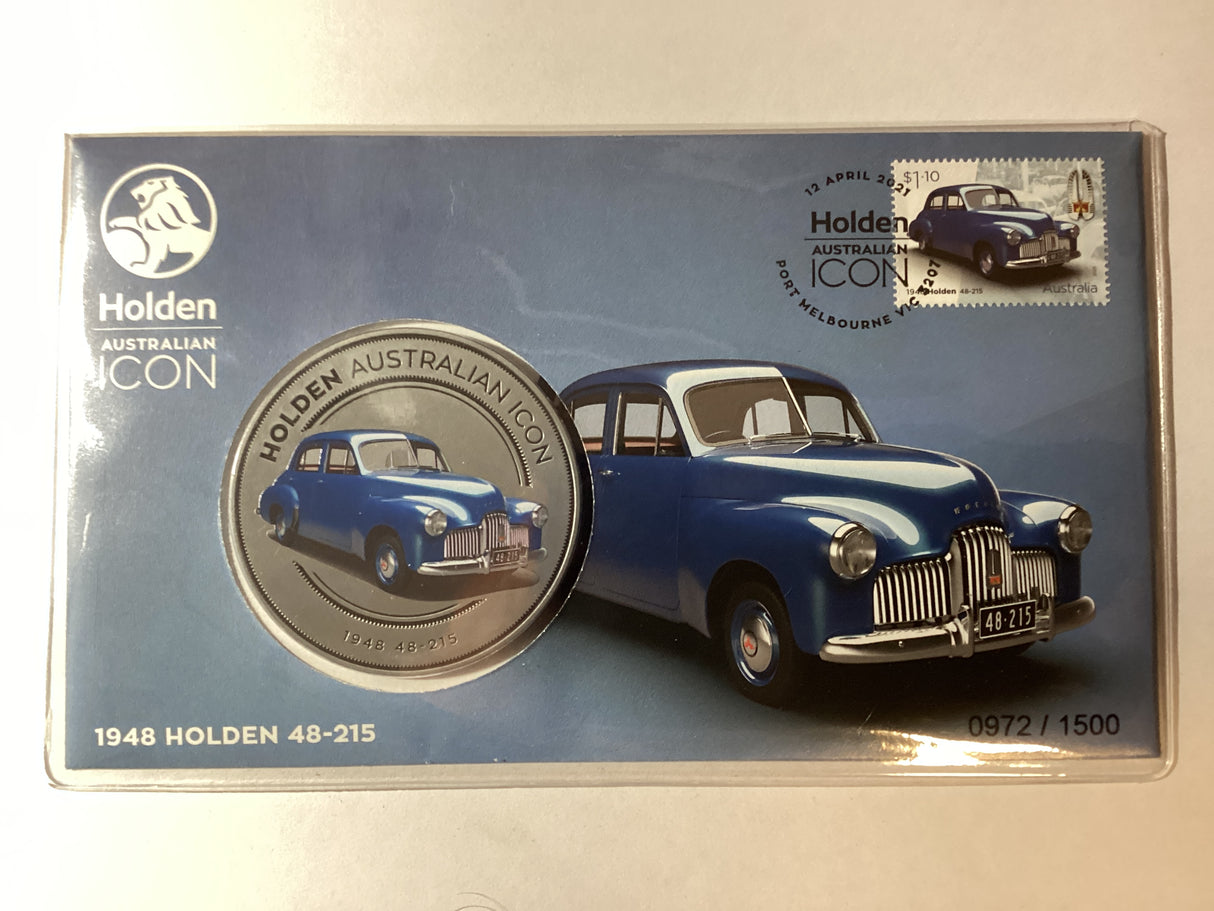 Holden
AUSTRALIAN
ICON
12 APRIL 2021
Holden
AUSTRALIAN
ICON
PORT MELBOURNE VIC 3207
$1.10
1948 Holden 48-215
Australia
HOLDEN AUSTRALIAN ICON
48-215
1948 48-215
HOLDEN
48-215
1948 HOLDEN 48-215
0972 / 1500